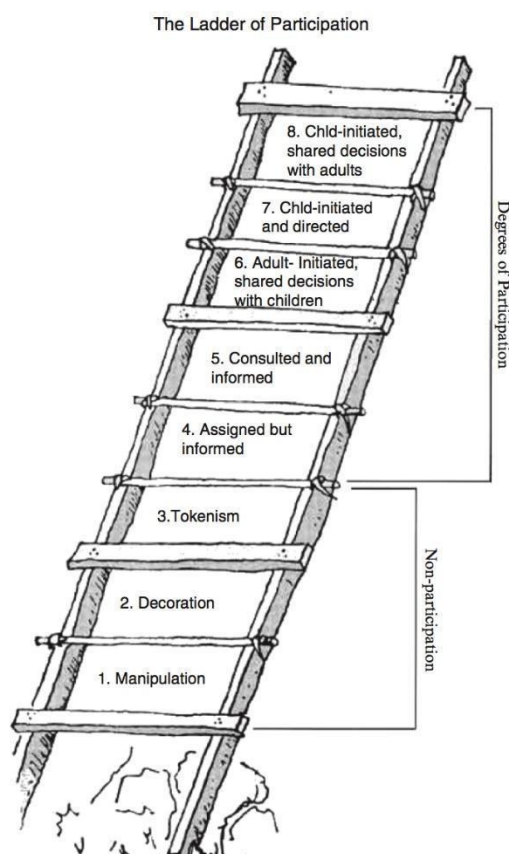 The Ladder of Participation
8. Chld-initiated,
shared decisions
with adults
7. Chld-initiated
and directed
6. Adult- Initiated,
shared decisions
with children
5. Consulted and
informed
4. Assigned but
informed
3.Tokenism
2. Decoration
1. Manipulation
Degrees of Participation
Non-participation